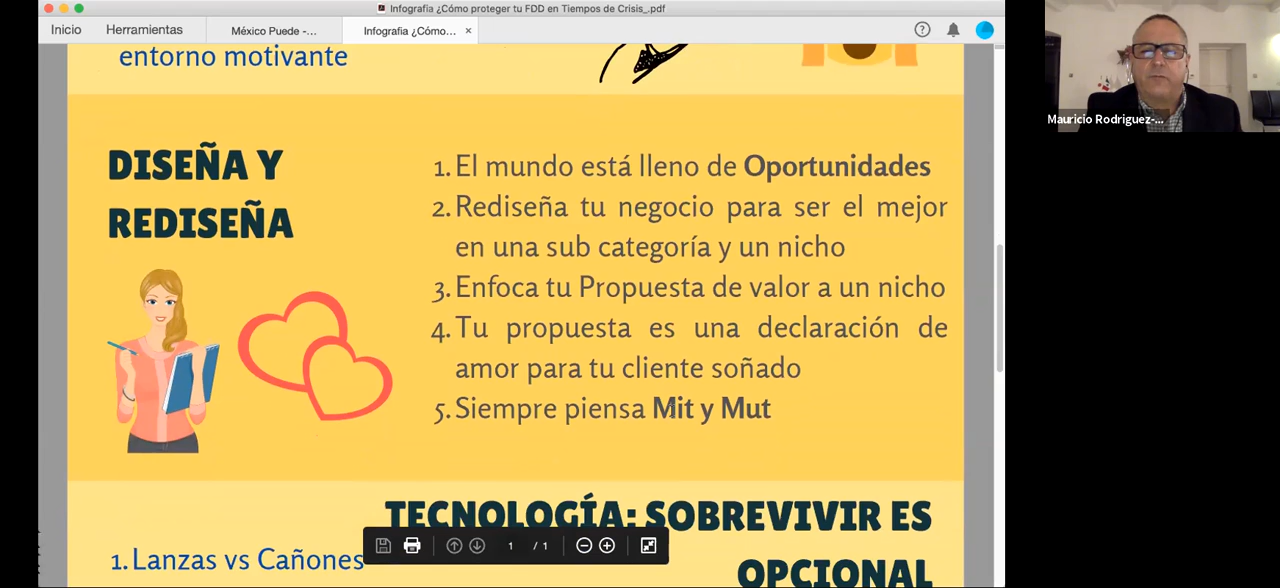 Infografia ¿Cómo proteger tu FDD en Tiempos de Crisis_.pdf
Inicio
Herramientas
México Puede -...
Infografia ¿Cómo...
×
?
entorno motivante
DISEÑA Y
REDISEÑA
1. El mundo está lleno de Oportunidades
2. Rediseña tu negocio para ser el mejor
en una sub categoría y un nicho
3. Enfoca tu Propuesta de valor a un nicho
4. Tu propuesta es una declaración de
amor para tu cliente soñado
5. Siempre piensa Mit y Mut
TECNOLOGÍA: SOBREVIVIR ES
OPCIONAL
1. Lanzas vs Cañones
1 / 1
Mauricio Rodriguez-...